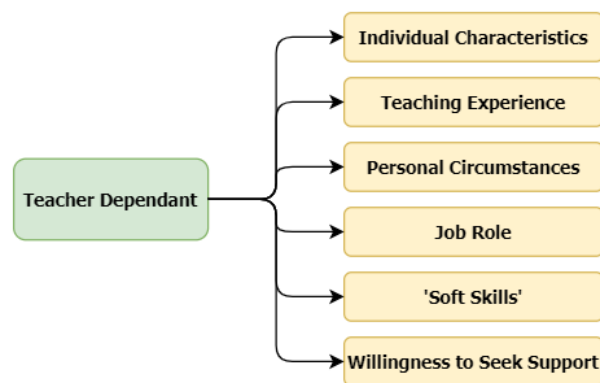 Individual Characteristics
Teaching Experience
Personal Circumstances
Teacher Dependant
Job Role
'Soft Skills'
Willingness to Seek Support